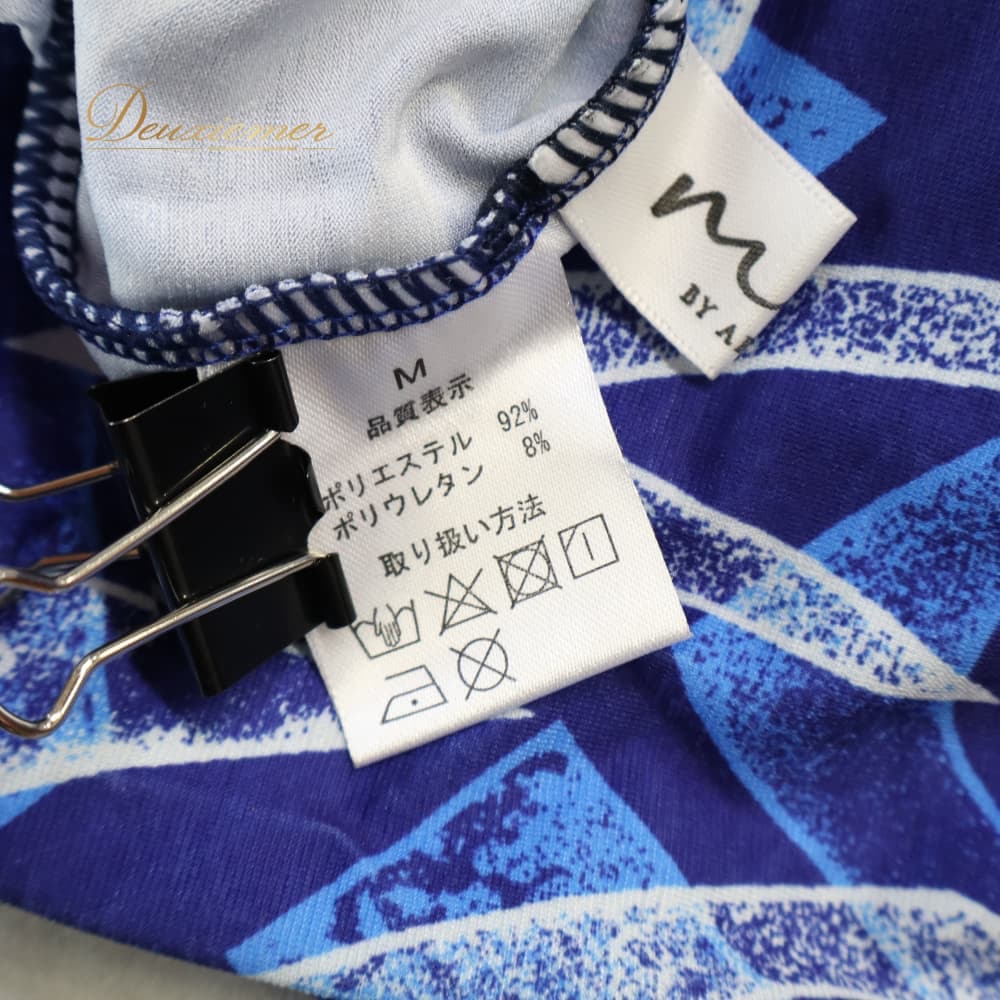 Deuxiomer
m
BY A
M
品質表示
ポリエステル 92%
ポリウレタン 8%
取り扱い方法